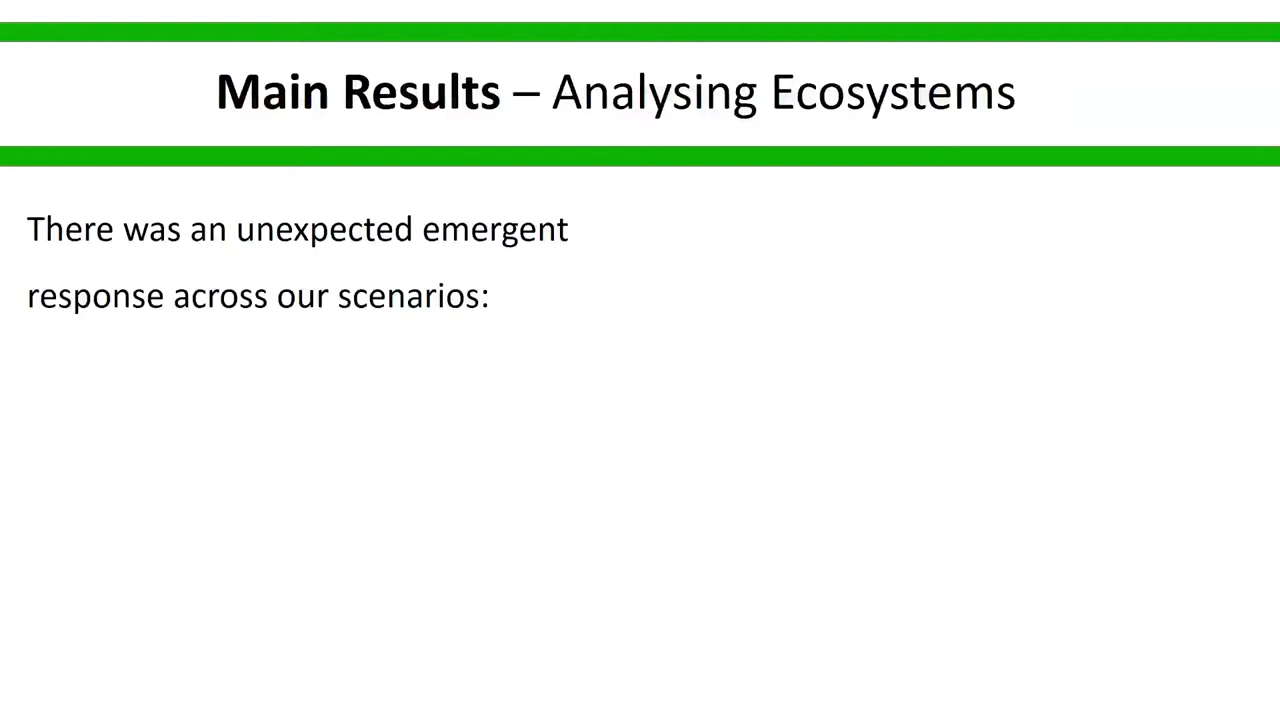 Main Results – Analysing Ecosystems
There was an unexpected emergent
response across our scenarios: